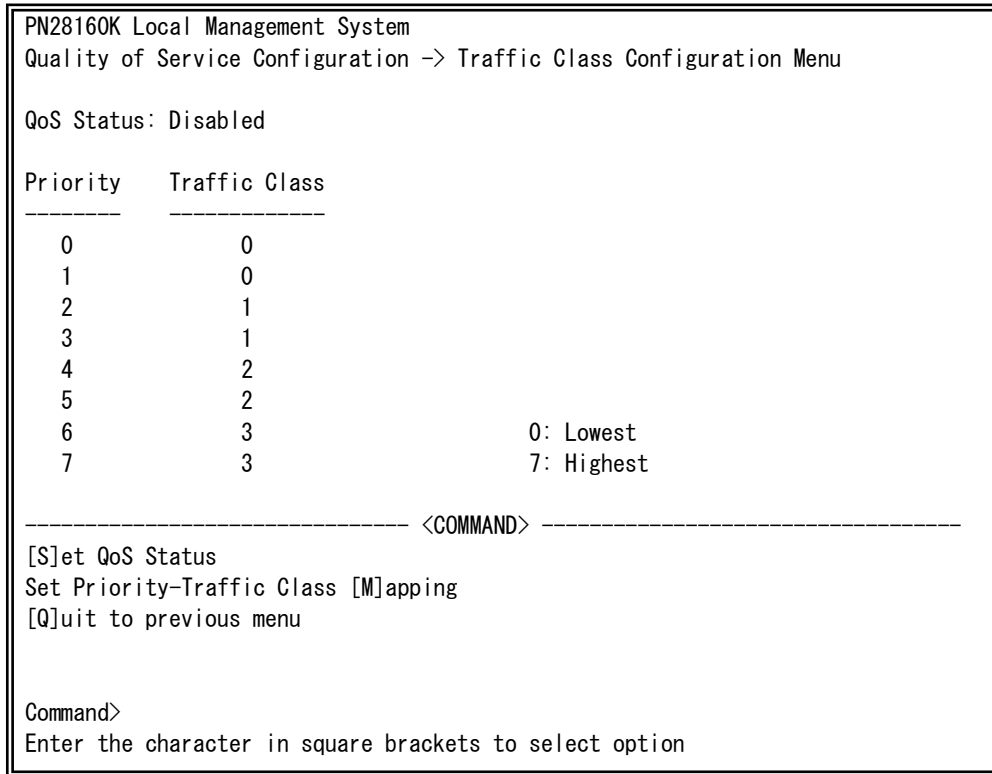 PN28160K Local Management System
Quality of Service Configuration -> Traffic Class Configuration Menu
QoS Status: Disabled
Priority Traffic Class
-------- -------------
0 0
1 0
2 1
3 1
4 2
5 2
6 3 0: Lowest
7 3 7: Highest
-------------------------------- <COMMAND> -----------------------------------
[S]et QoS Status
Set Priority-Traffic Class [M]apping
[Q]uit to previous menu
Command>
Enter the character in square brackets to select option